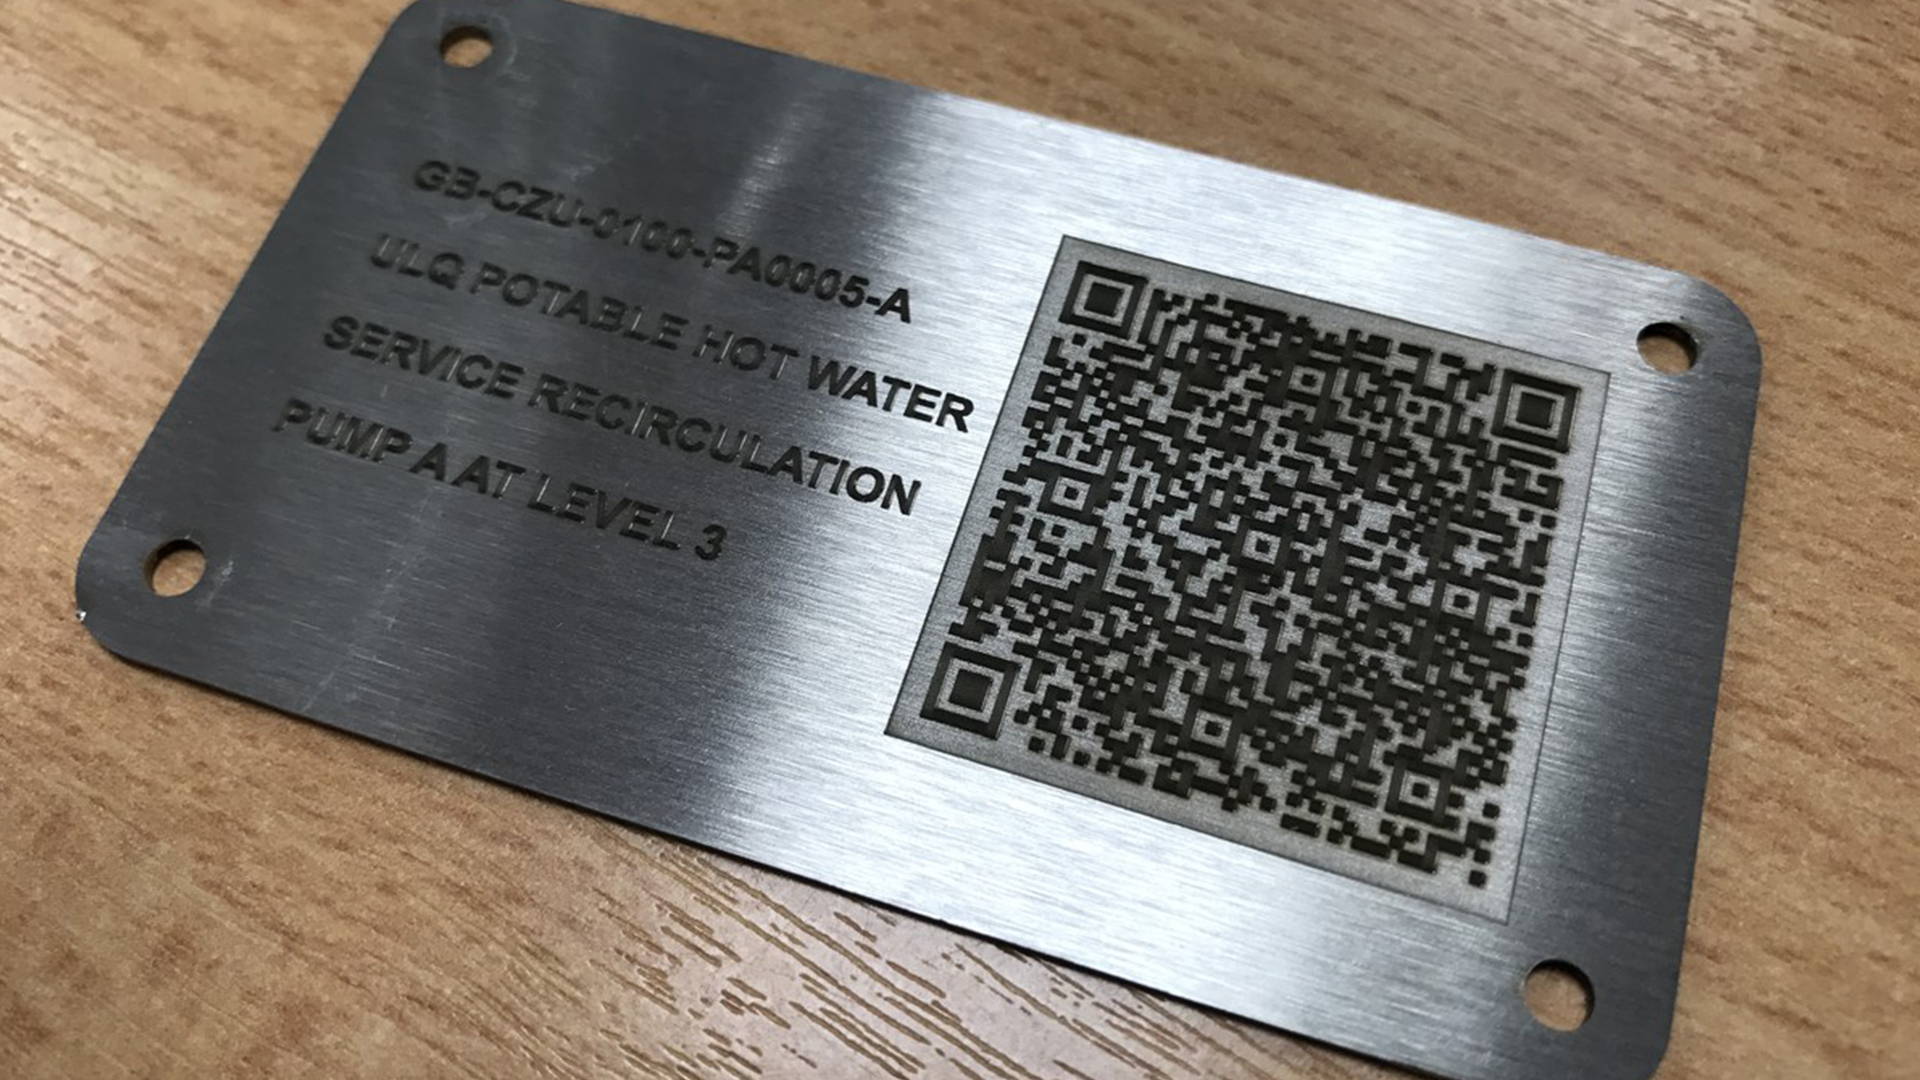 GB-CZU-0100-PA0005-A
ULQ POTABLE HOT WATER
SERVICE RECIRCULATION
PUMP A AT LEVEL 3